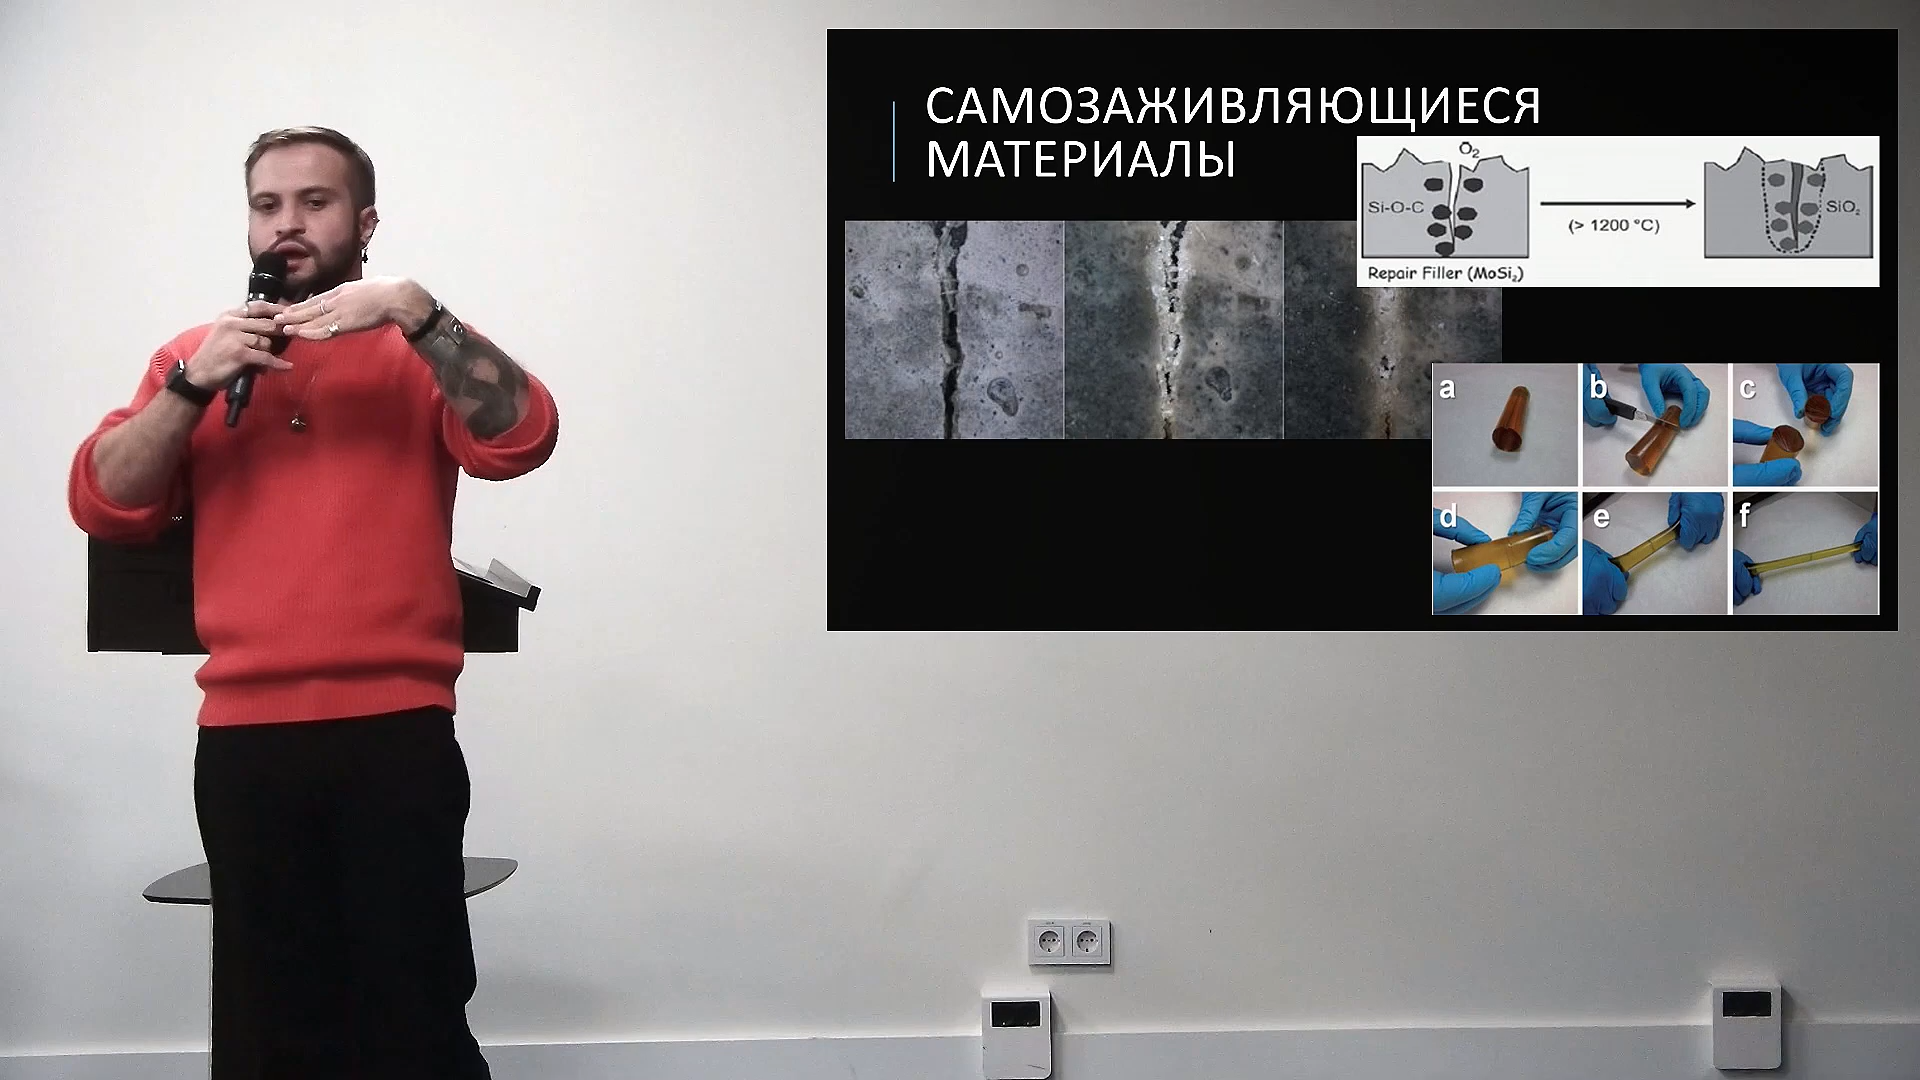 САМОЗАЖИВЛЯЮЩИЕСЯ
МАТЕРИАЛЫ
O₂
Si-O-C
(> 1200 °C)
SiO₂
Repair Filler (MoSi₂)
a
b
c
d
e
f